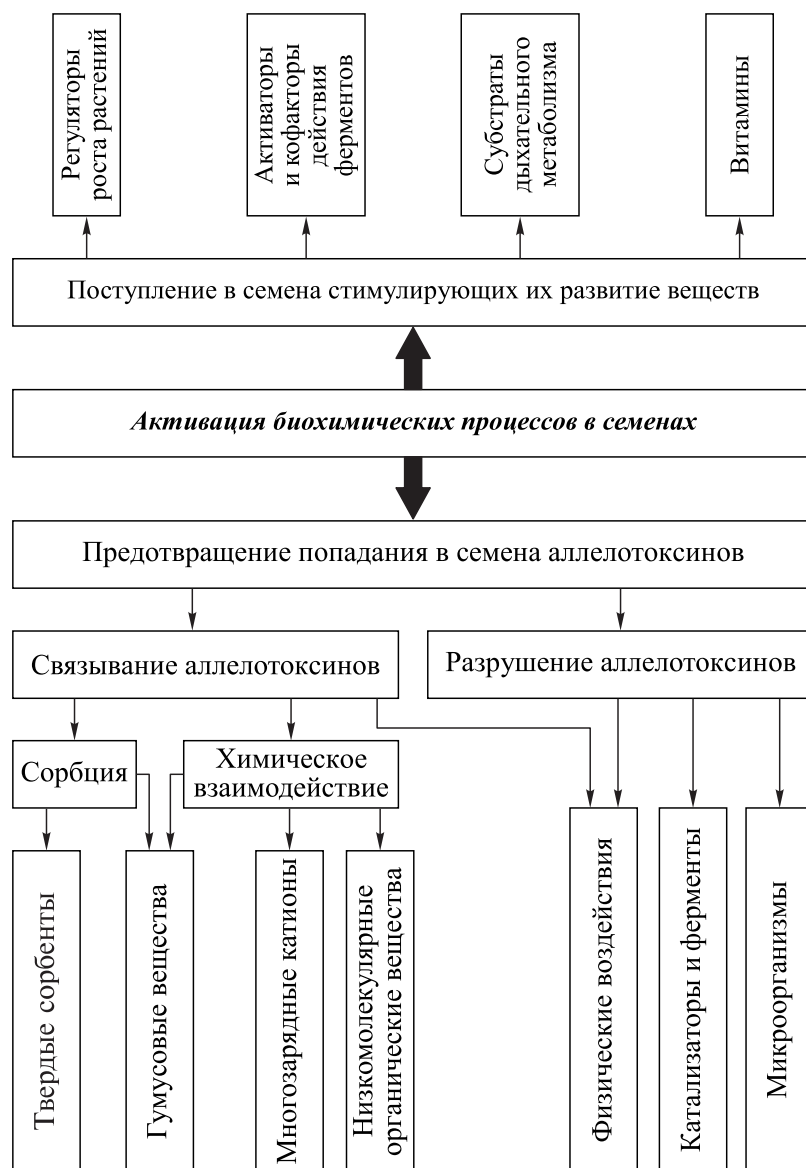 Регуляторы
роста растений
Активаторы
и кофакторы
действия
ферментов
Субстраты
дыхательного
метаболизма
Витамины
Поступление в семена стимулирующих их развитие веществ
Активация биохимических процессов в семенах
Предотвращение попадания в семена аллелотоксинов
Связывание аллелотоксинов
Разрушение аллелотоксинов
Сорбция
Химическое
взаимодействие
Твердые сорбенты
Гумусовые вещества
Многозарядные катионы
Низкомолекулярные
органические вещества
Физические воздействия
Катализаторы и ферменты
Микроорганизмы